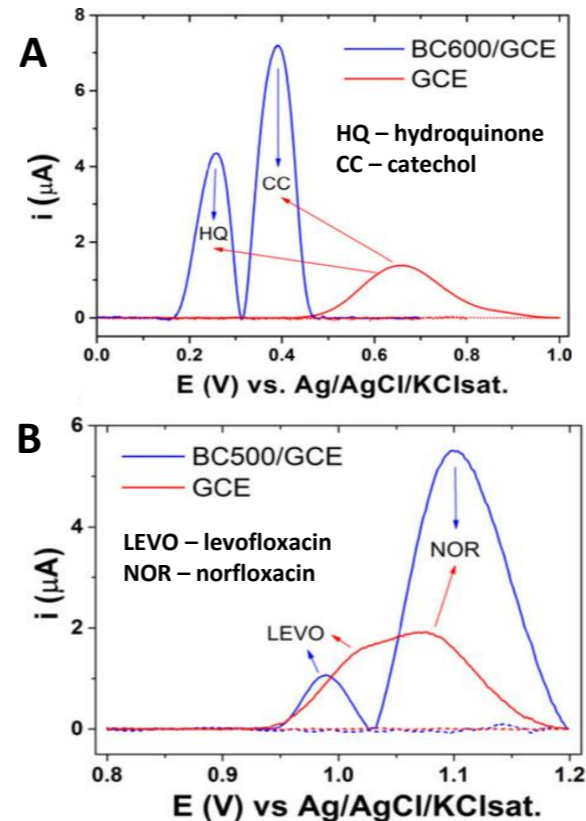 A
BC600/GCE
GCE
HQ – hydroquinone
CC – catechol
CC
HQ
i (µA)
8
6
4
2
0
0.0 0.2 0.4 0.6 0.8 1.0
E (V) vs. Ag/AgCl/KClsat.
B
BC500/GCE
GCE
LEVO – levofloxacin
NOR – norfloxacin
NOR
LEVO
i (µA)
6
4
2
0
0.8 0.9 1.0 1.1 1.2
E (V) vs Ag/AgCl/KClsat.